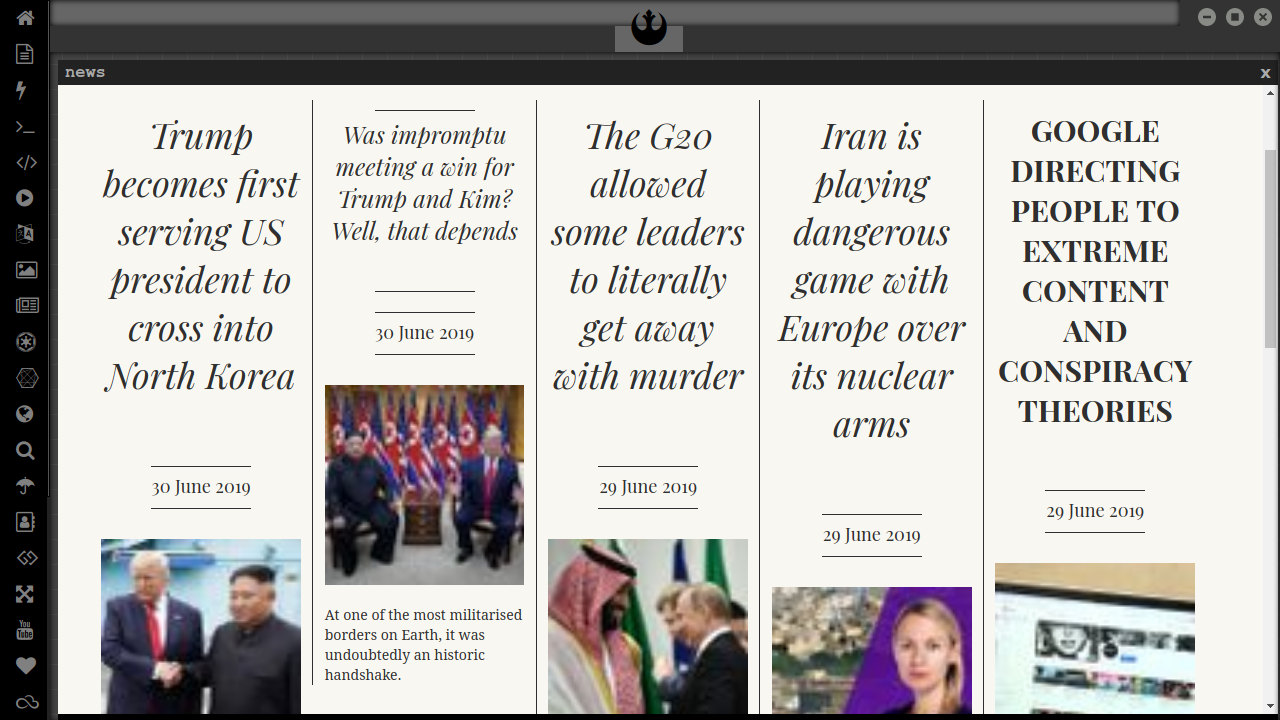 news
x
Trump
becomes first
serving US
president to
cross into
North Korea
30 June 2019
Was impromptu
meeting a win for
Trump and Kim?
Well, that depends
30 June 2019
At one of the most militarised
borders on Earth, it was
undoubtedly an historic
handshake.
The G20
allowed
some leaders
to literally
get away
with murder
29 June 2019
Iran is
playing
dangerous
game with
Europe over
its nuclear
arms
29 June 2019
GOOGLE
DIRECTING
PEOPLE TO
EXTREME
CONTENT
AND
CONSPIRACY
THEORIES
29 June 2019